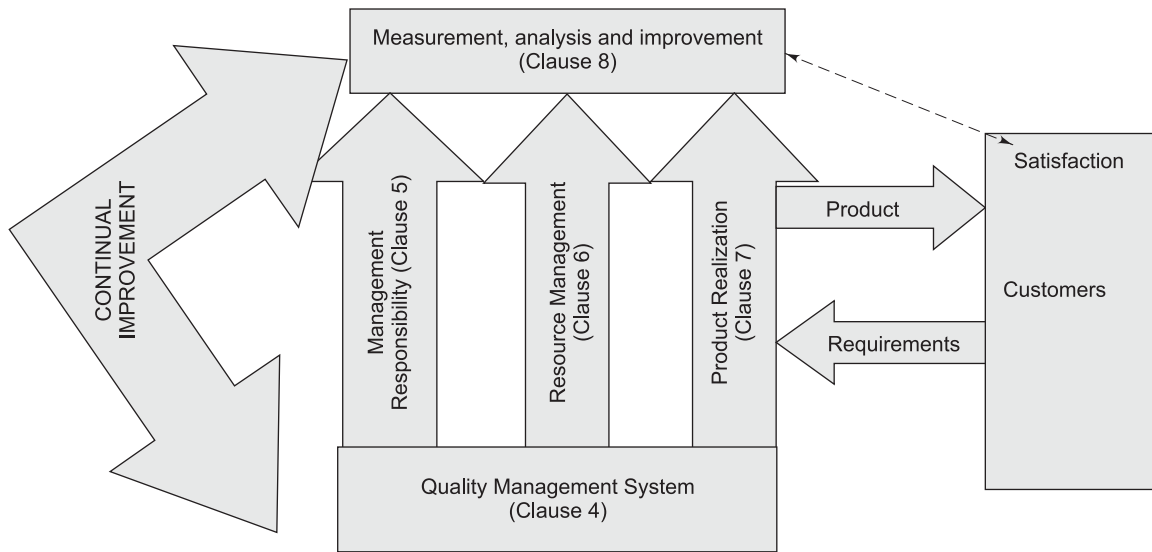 Measurement, analysis and improvement
(Clause 8)
CONTINUAL
IMPROVEMENT
Management
Responsibility (Clause 5)
Resource Management
(Clause 6)
Product Realization
(Clause 7)
Product
Requirements
Satisfaction
Customers
Quality Management System
(Clause 4)